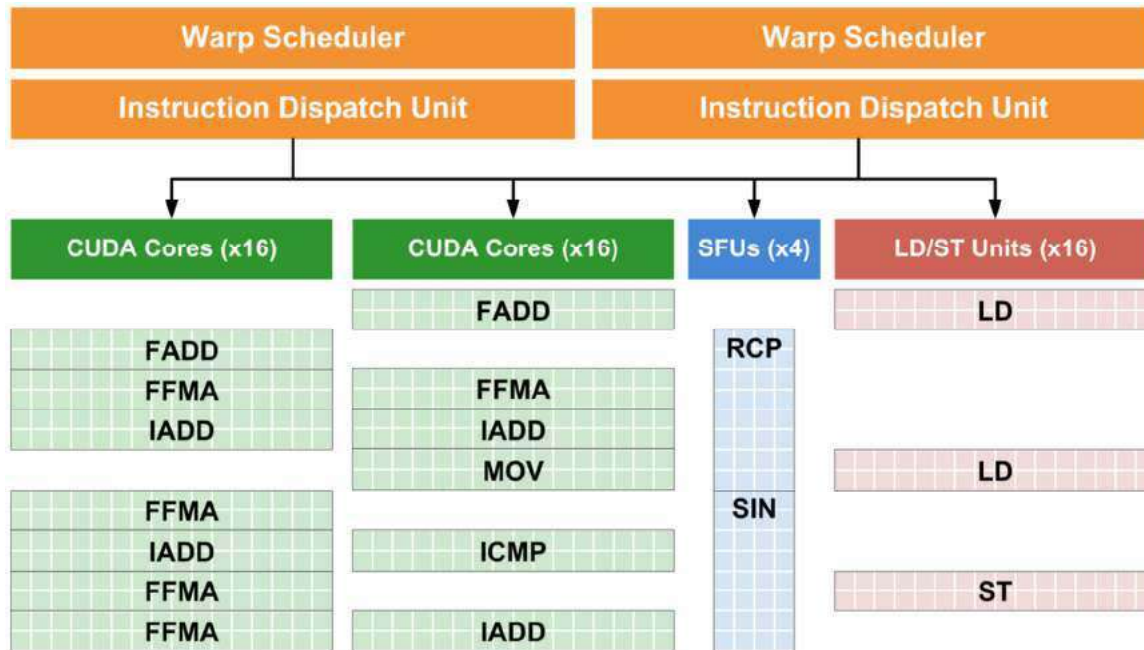 Warp Scheduler Warp Scheduler
Instruction Dispatch Unit Instruction Dispatch Unit
CUDA Cores (x16) CUDA Cores (x16) SFUs (x4) LD/ST Units (x16)
FADD LD
FADD RCP
FFMA FFMA
IADD IADD
MOV LD
FFMA SIN
IADD ICMP
FFMA ST
FFMA IADD